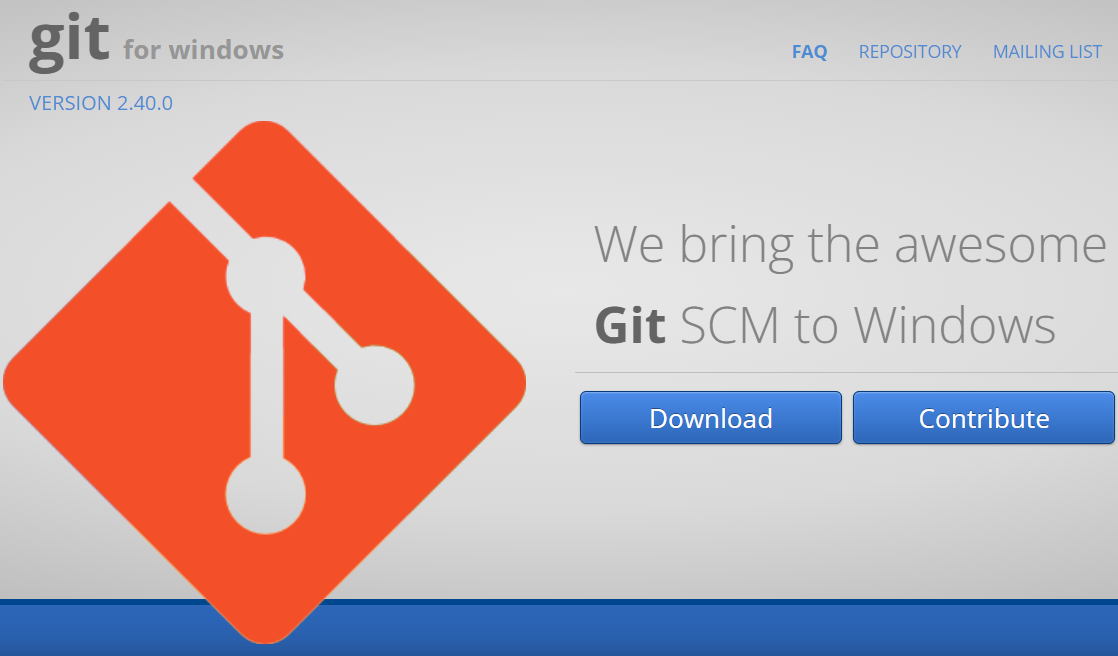 git for windows
FAQ REPOSITORY MAILING LIST
VERSION 2.40.0
We bring the awesome
Git SCM to Windows
Download Contribute